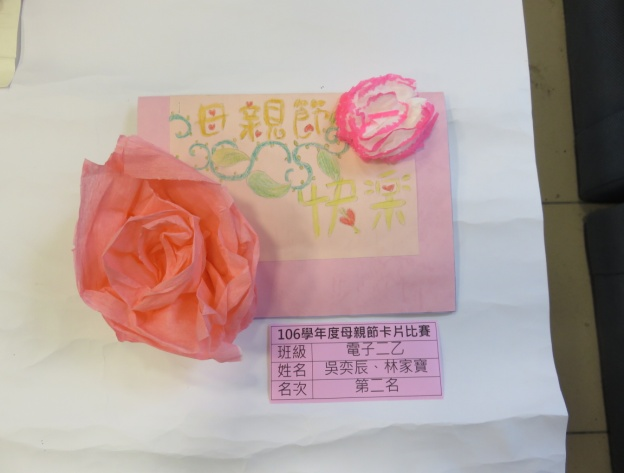 母親節
快樂
106學年度母親節卡片比賽
班級 電子二乙
姓名 吳奕辰、林家寶
名次 第二名